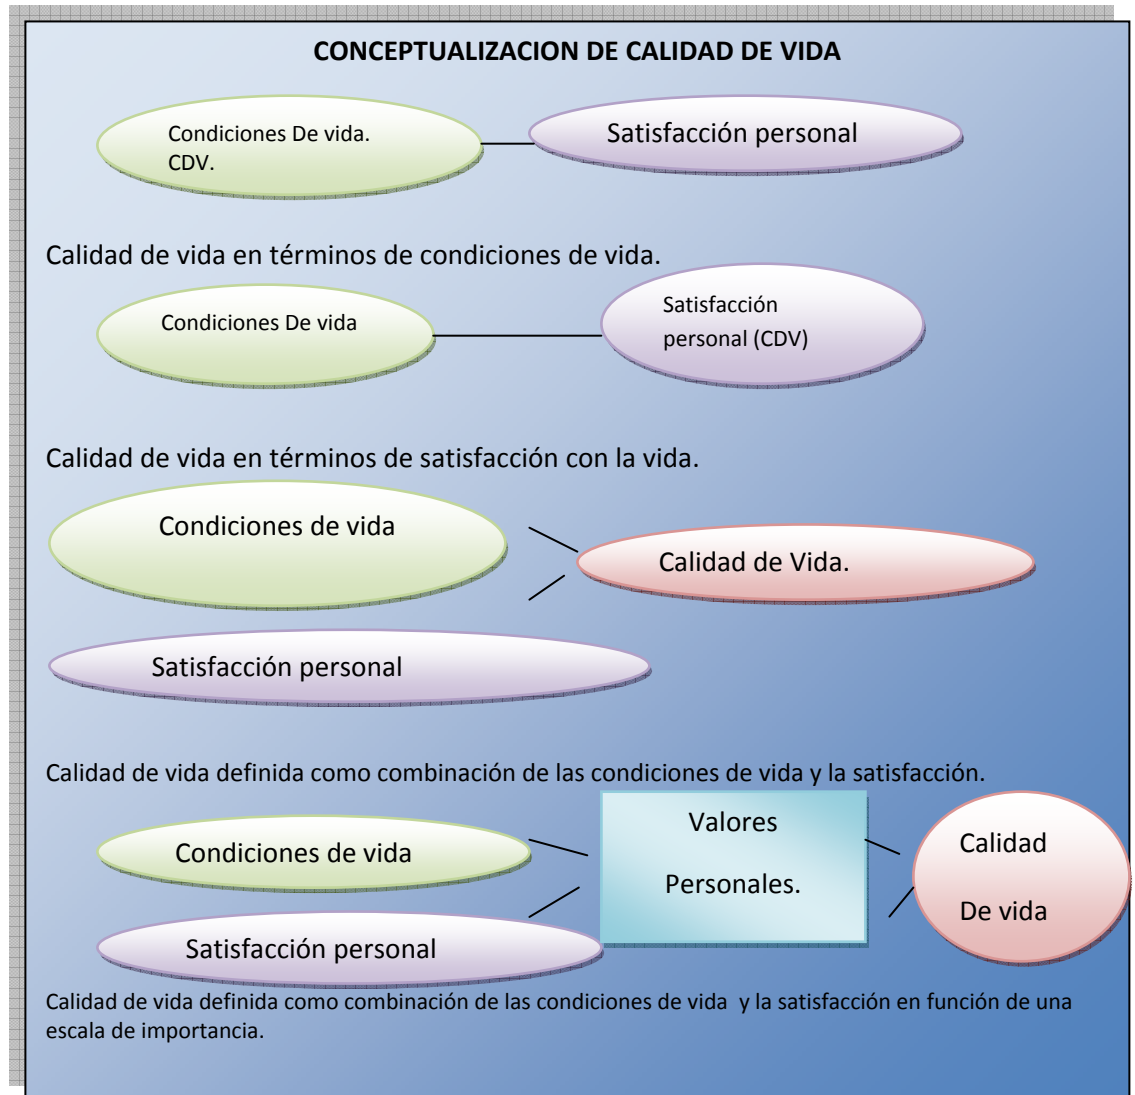 CONCEPTUALIZACION DE CALIDAD DE VIDA
Condiciones De vida.
CDV.
Satisfacción personal
Calidad de vida en términos de condiciones de vida.
Condiciones De vida
Satisfacción
personal (CDV)
Calidad de vida en términos de satisfacción con la vida.
Condiciones de vida
Calidad de Vida.
Satisfacción personal
Calidad de vida definida como combinación de las condiciones de vida y la satisfacción.
Condiciones de vida
Satisfacción personal
Valores
Personales.
Calidad
De vida
Calidad de vida definida como combinación de las condiciones de vida  y la satisfacción en función de una
escala de importancia.